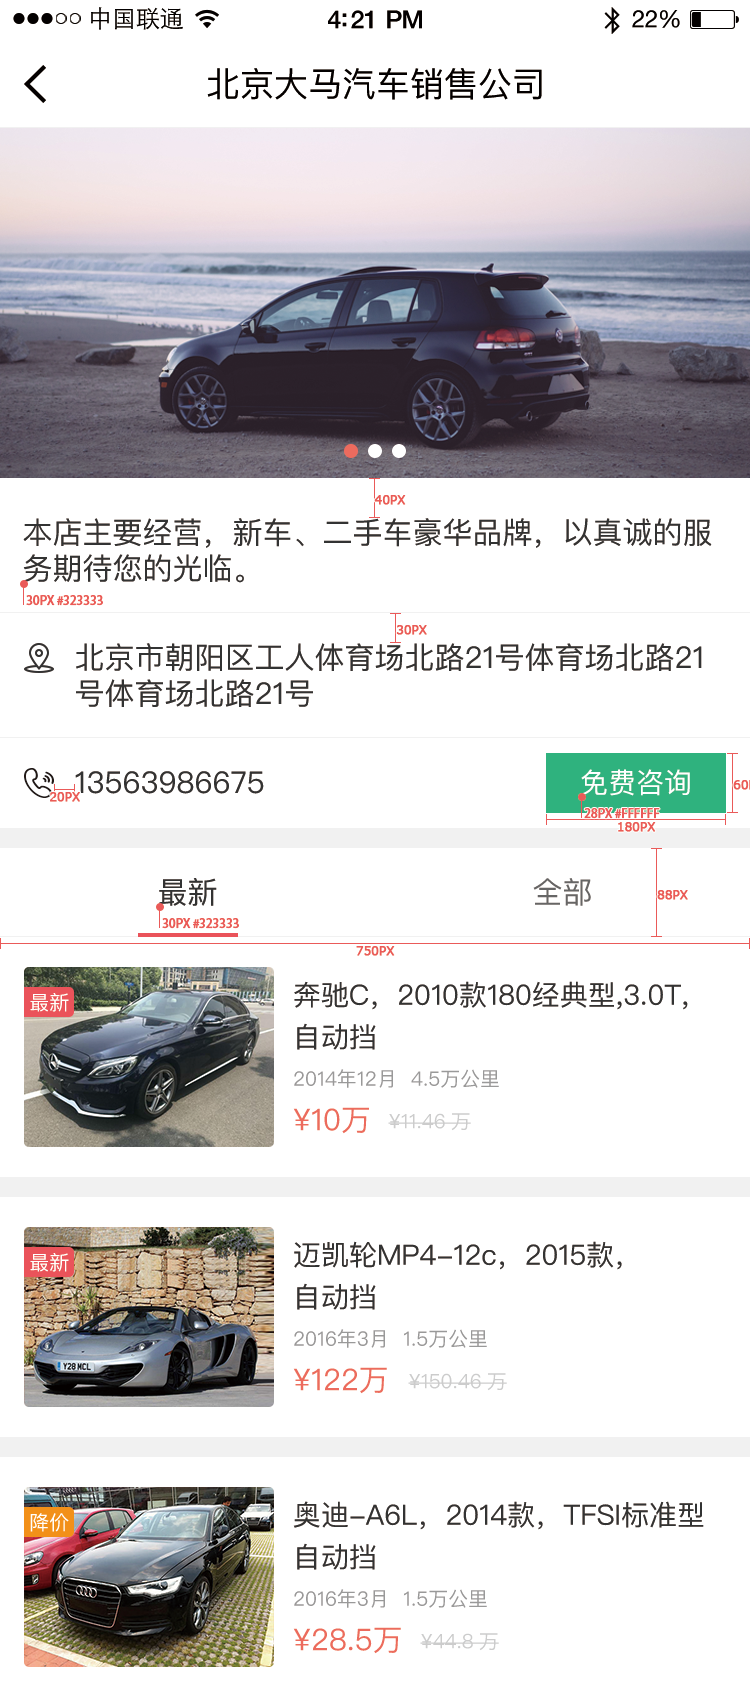 中国联通 4:21 PM 22%
北京大马汽车销售公司
40PX
本店主要经营，新车、二手车豪华品牌，以真诚的服
务期待您的光临。
30PX #323333
30PX
北京市朝阳区工人体育场北路21号体育场北路21
号体育场北路21号
13563986675
20PX
免费咨询
60
28PX #FFFFFF
180PX
最新 全部
88PX
30PX #323333
750PX
最新
奔驰C，2010款180经典型,3.0T,
自动挡
2014年12月 4.5万公里
¥10万 ¥11.46 万
最新
迈凯轮MP4-12c，2015款，
自动挡
2016年3月 1.5万公里
Y28 MCL
¥122万 ¥150.46 万
降价
奥迪-A6L，2014款，TFSI标准型
自动挡
2016年3月 1.5万公里
¥28.5万 ¥44.8 万